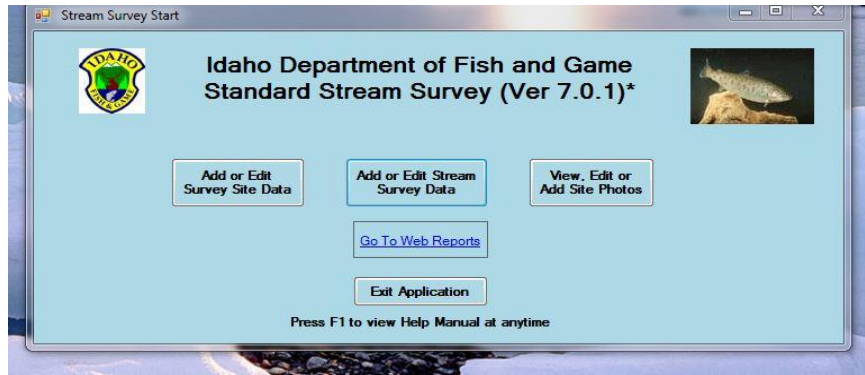 Stream Survey Start
IDAHO
FISH & GAME
Idaho Department of Fish and Game
Standard Stream Survey (Ver 7.0.1)*
Add or Edit
Survey Site Data
Add or Edit Stream
Survey Data
View, Edit or
Add Site Photos
Go To Web Reports
Exit Application
Press F1 to view Help Manual at anytime